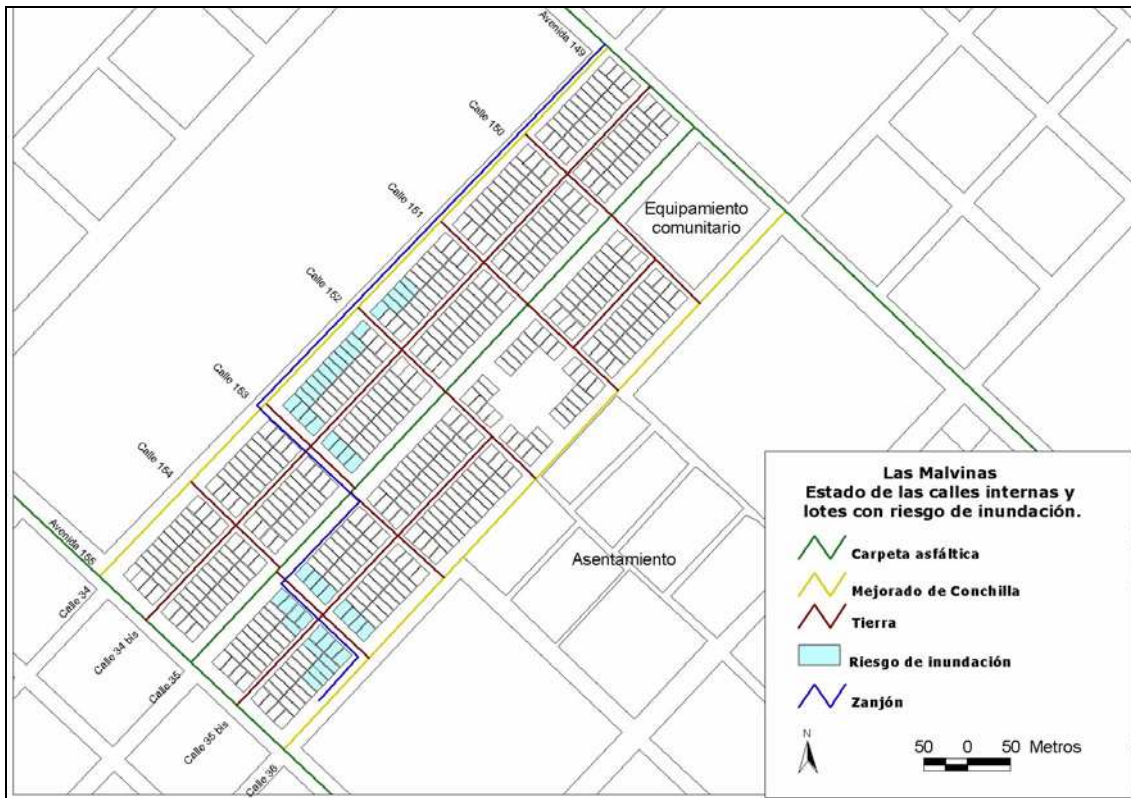 Avenida 149
Calle 150
Calle 151
Calle 152
Calle 153
Calle 154
Avenida 155
Calle 34
Calle 34 bis
Calle 35
Calle 35 bis
Calle 36
Equipamiento
comunitario
Asentamiento
Las Malvinas
Estado de las calles internas y
lotes con riesgo de inundación.
Carpeta asfáltica
Mejorado de Conchilla
Tierra
Riesgo de inundación
Zanjón
N
50 0 50 Metros